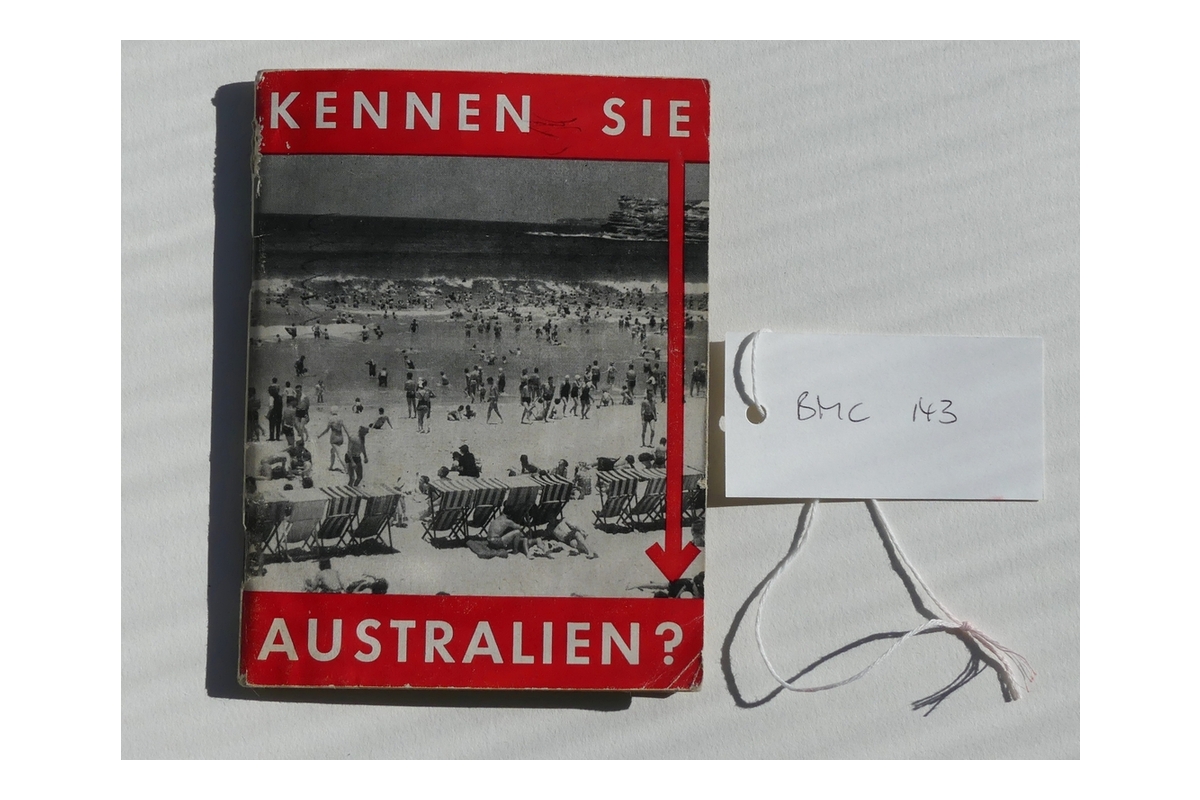 KENNEN SIE
AUSTRALIEN?
BMC 143